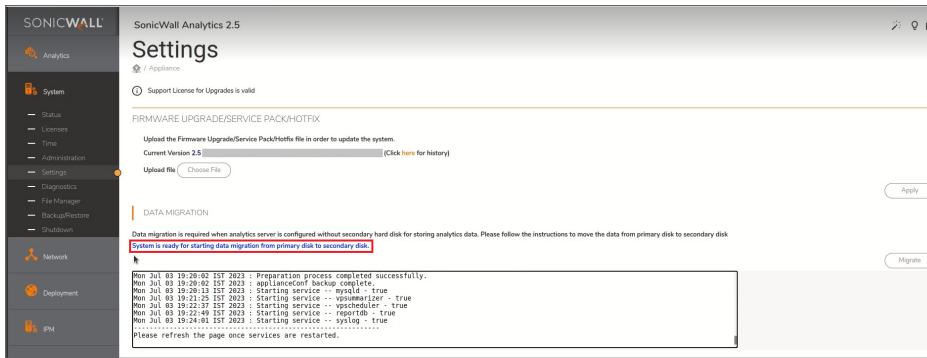 SONICWALL
SonicWall Analytics 2.5
Settings
/ Appliance
Analytics
System
Status
Licenses
Time
Administration
Settings
Diagnostics
File Manager
Backup/Restore
Shutdown
Network
Deployment
IPM
Support License for Upgrades is valid
FIRMWARE UPGRADE/SERVICE PACK/HOTFIX
Upload the Firmware Upgrade/Service Pack/Hotfix file in order to update the system.
Current Version 2.5 (Click here for history)
Upload file Choose File
Apply
DATA MIGRATION
Data migration is required when analytics server is configured without secondary hard disk for storing analytics data. Please follow the instructions to move the data from primary disk to secondary disk
System is ready for starting data migration from primary disk to secondary disk.
Migrate
Mon Jul 03 19:20:02 IST 2023 : Preparation process completed successfully.
Mon Jul 03 19:20:02 IST 2023 : applianceConf backup complete.
Mon Jul 03 19:20:13 IST 2023 : Starting service -- mysqld - true
Mon Jul 03 19:21:25 IST 2023 : Starting service -- vpsummarizer - true
Mon Jul 03 19:22:37 IST 2023 : Starting service -- vpscheduler - true
Mon Jul 03 19:22:49 IST 2023 : Starting service -- reportdb - true
Mon Jul 03 19:24:01 IST 2023 : Starting service -- syslog - true
----------------------------------------------------------------
Please refresh the page once services are restarted.